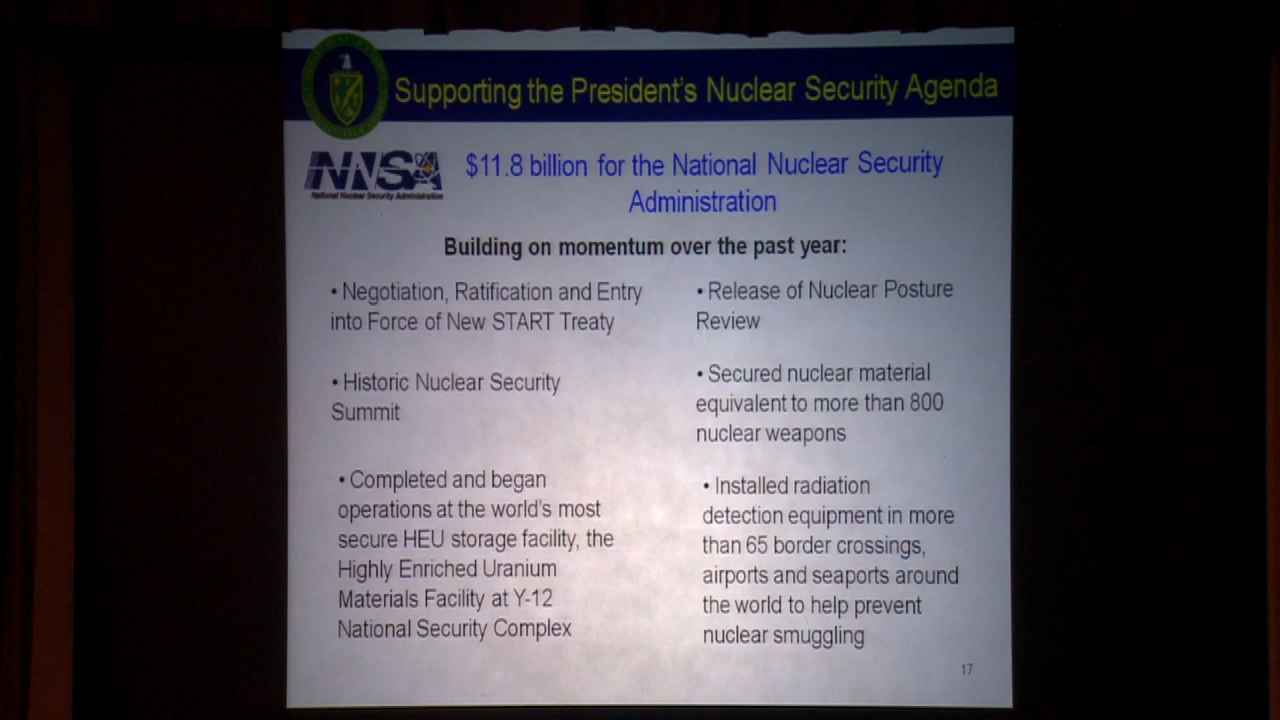 Supporting the President's Nuclear Security Agenda
NNSA
National Nuclear Security Administration
$11.8 billion for the National Nuclear Security
Administration
Building on momentum over the past year:
• Negotiation, Ratification and Entry
into Force of New START Treaty
• Historic Nuclear Security
Summit
• Completed and began
operations at the world's most
secure HEU storage facility, the
Highly Enriched Uranium
Materials Facility at Y-12
National Security Complex
• Release of Nuclear Posture
Review
• Secured nuclear material
equivalent to more than 800
nuclear weapons
• Installed radiation
detection equipment in more
than 65 border crossings,
airports and seaports around
the world to help prevent
nuclear smuggling
17